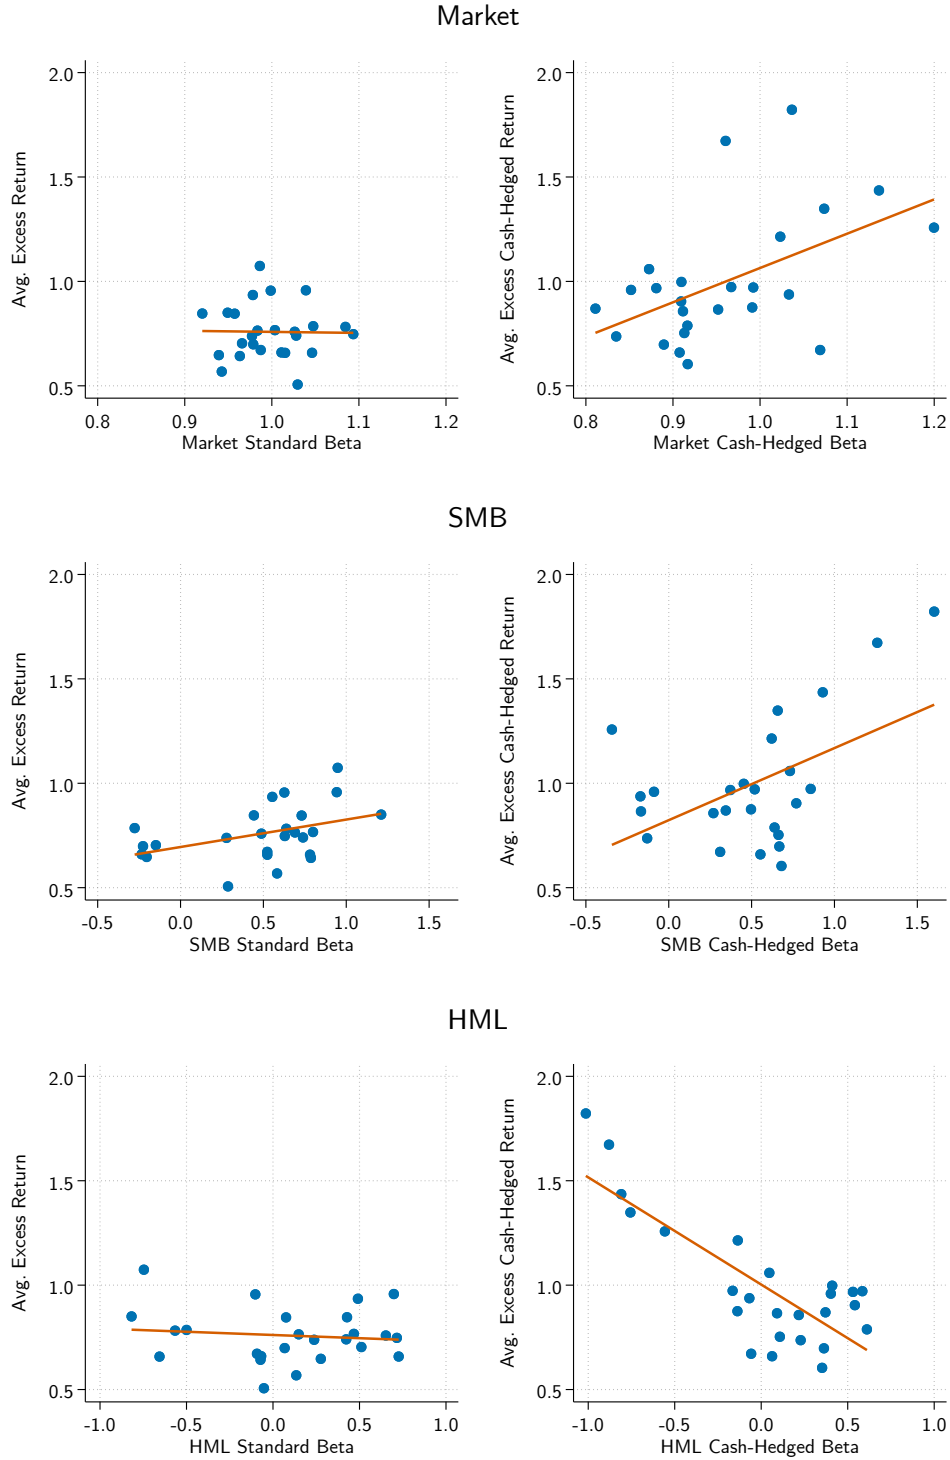 Market
Avg. Excess Return
2.0
1.5
1.0
0.5
0.8 0.9 1.0 1.1 1.2
Market Standard Beta
Avg. Excess Cash-Hedged Return
2.0
1.5
1.0
0.5
0.8 0.9 1.0 1.1 1.2
Market Cash-Hedged Beta
SMB
Avg. Excess Return
2.0
1.5
1.0
0.5
-0.5 0.0 0.5 1.0 1.5
SMB Standard Beta
Avg. Excess Cash-Hedged Return
2.0
1.5
1.0
0.5
-0.5 0.0 0.5 1.0 1.5
SMB Cash-Hedged Beta
HML
Avg. Excess Return
2.0
1.5
1.0
0.5
-1.0 -0.5 0.0 0.5 1.0
HML Standard Beta
Avg. Excess Cash-Hedged Return
2.0
1.5
1.0
0.5
-1.0 -0.5 0.0 0.5 1.0
HML Cash-Hedged Beta